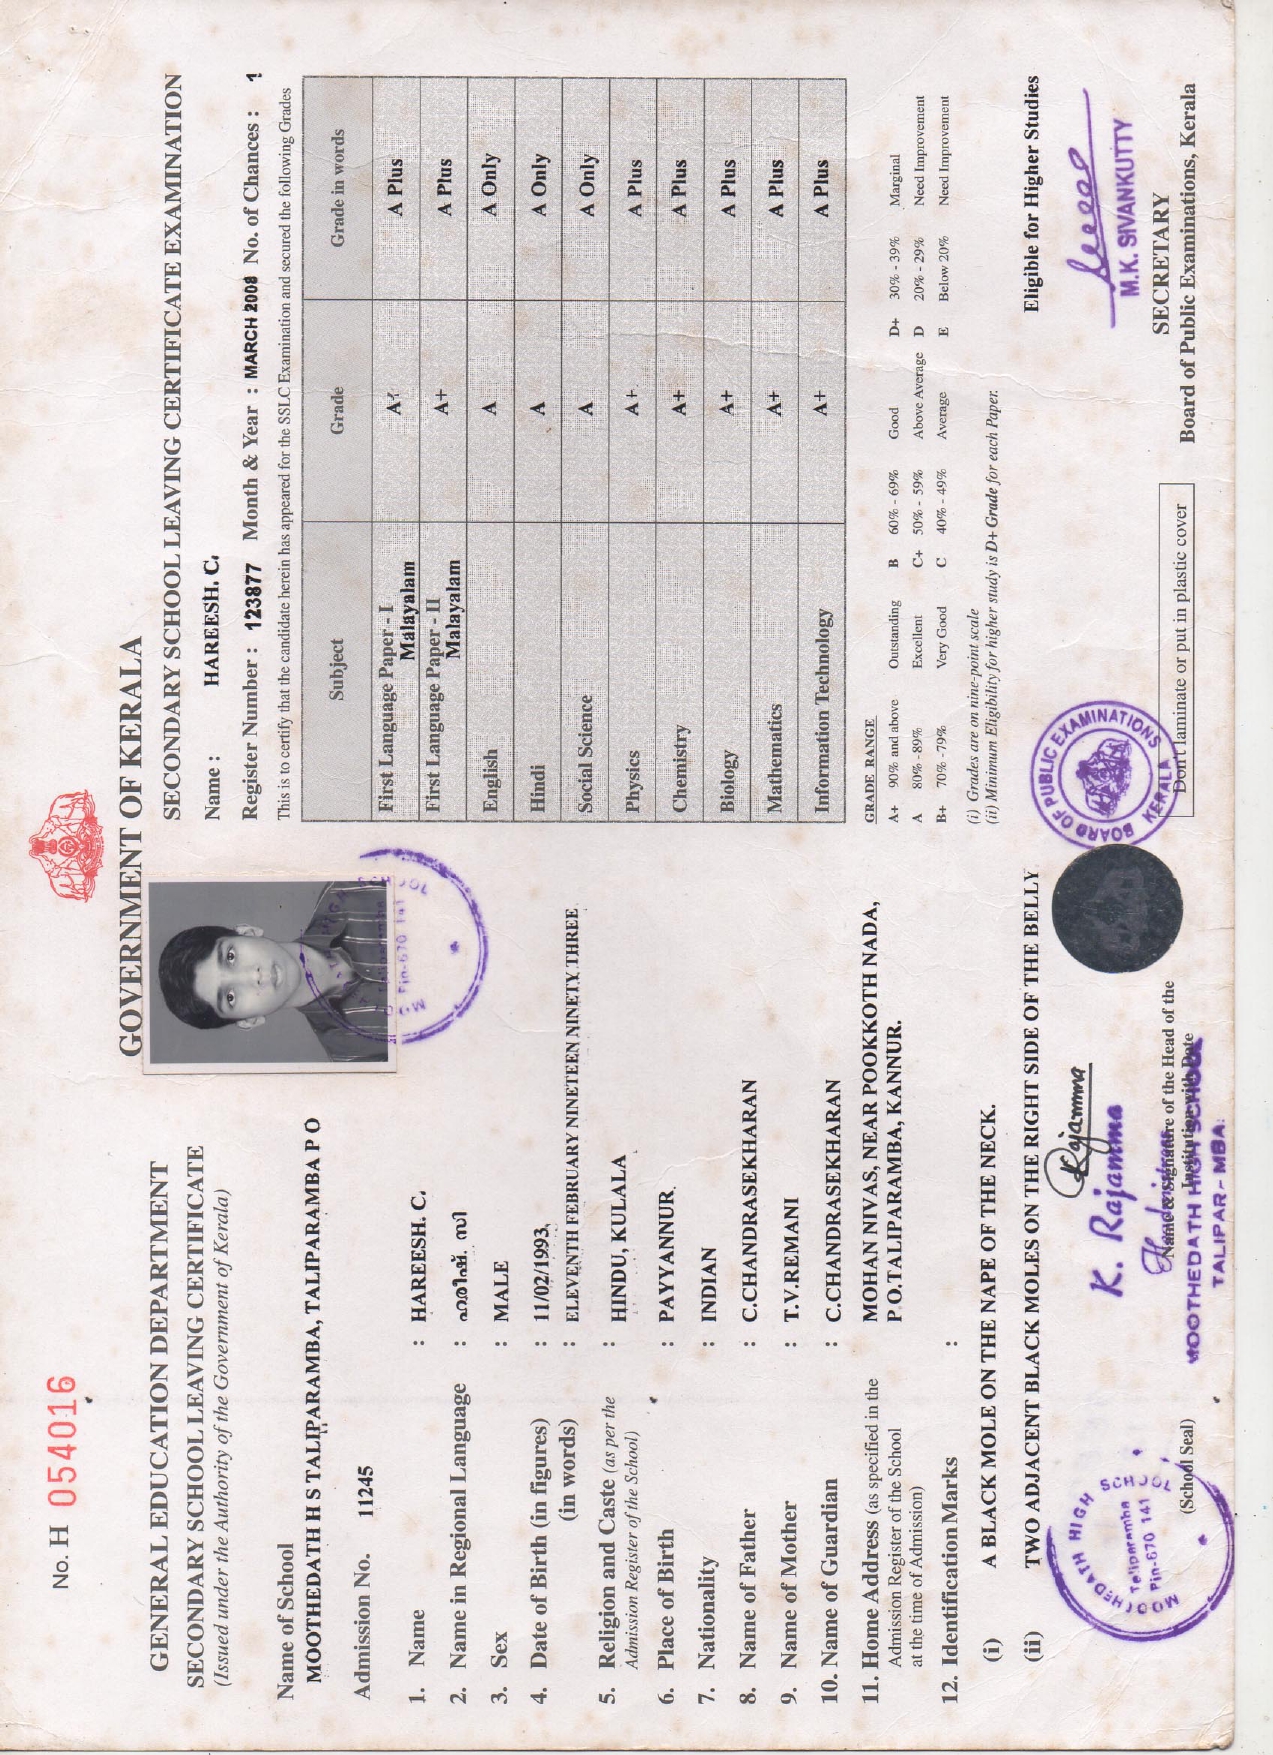 No. H 054016
GOVERNMENT OF KERALA
GENERAL EDUCATION DEPARTMENT
SECONDARY SCHOOL LEAVING CERTIFICATE
(Issued under the Authority of the Government of Kerala)
Name of School
MOOTHEDATH H S TALIPARAMBA, TALIPARAMBA P O
Admission No. 11245
1. Name : HAREESH. C.
2. Name in Regional Language : ഹരീഷ്. സി
3. Sex : MALE
4. Date of Birth (in figures) : 11/02/1993
(in words) : ELEVENTH FEBRUARY NINETEEN NINETY THREE
5. Religion and Caste (as per the : HINDU, KULALA
Admission Register of the School)
6. Place of Birth : PAYYANNUR
7. Nationality : INDIAN
8. Name of Father : C.CHANDRASEKHARAN
9. Name of Mother : T.V.REMANI
10. Name of Guardian : C.CHANDRASEKHARAN
11. Home Address (as specified in the MOHAN NIVAS, NEAR POOKKOTH NADA,
Admission Register of the School P.O.TALIPARAMBA, KANNUR.
at the time of Admission)
12. Identification Marks :
(i) A BLACK MOLE ON THE NAPE OF THE NECK.
(ii) TWO ADJACENT BLACK MOLES ON THE RIGHT SIDE OF THE BELLY
KRajamma
K. Rajamma
Headmistress
Name & Signature of the Head of the
Institution with Date
MOOTHEDATH HIGH SCHOOL
TALIPAR-MBA.
(School Seal)
MOOTHEDATH HIGH SCHOOL
Taliparamba
Pin-670 141
SECONDARY SCHOOL LEAVING CERTIFICATE EXAMINATION
Name : HAREESH. C.
Register Number : 123877 Month & Year : MARCH 2008 No. of Chances : 1
This is to certify that the candidate herein has appeared for the SSLC Examination and secured the following Grades
Subject Grade Grade in words
First Language Paper - I A+ A Plus
Malayalam
First Language Paper - II A+ A Plus
Malayalam
English A A Only
Hindi A A Only
Social Science A A Only
Physics A+ A Plus
Chemistry A+ A Plus
Biology A+ A Plus
Mathematics A+ A Plus
Information Technology A+ A Plus
GRADE RANGE
A+ 90% and above Outstanding B 60% - 69% Good D+ 30% - 39% Marginal
A 80% - 89% Excellent C+ 50% - 59% Above Average D 20% - 29% Need Improvement
B+ 70% -79% Very Good C 40% - 49% Average E Below 20% Need Improvement
(i) Grades are on nine-point scale
(ii) Minimum Eligibility for higher study is D+ Grade for each Paper.
Eligible for Higher Studies
BOARD OF PUBLIC EXAMINATIONS
KERALA
M.K. SIVANKUTTY
SECRETARY
Board of Public Examinations, Kerala
Don't laminate or put in plastic cover